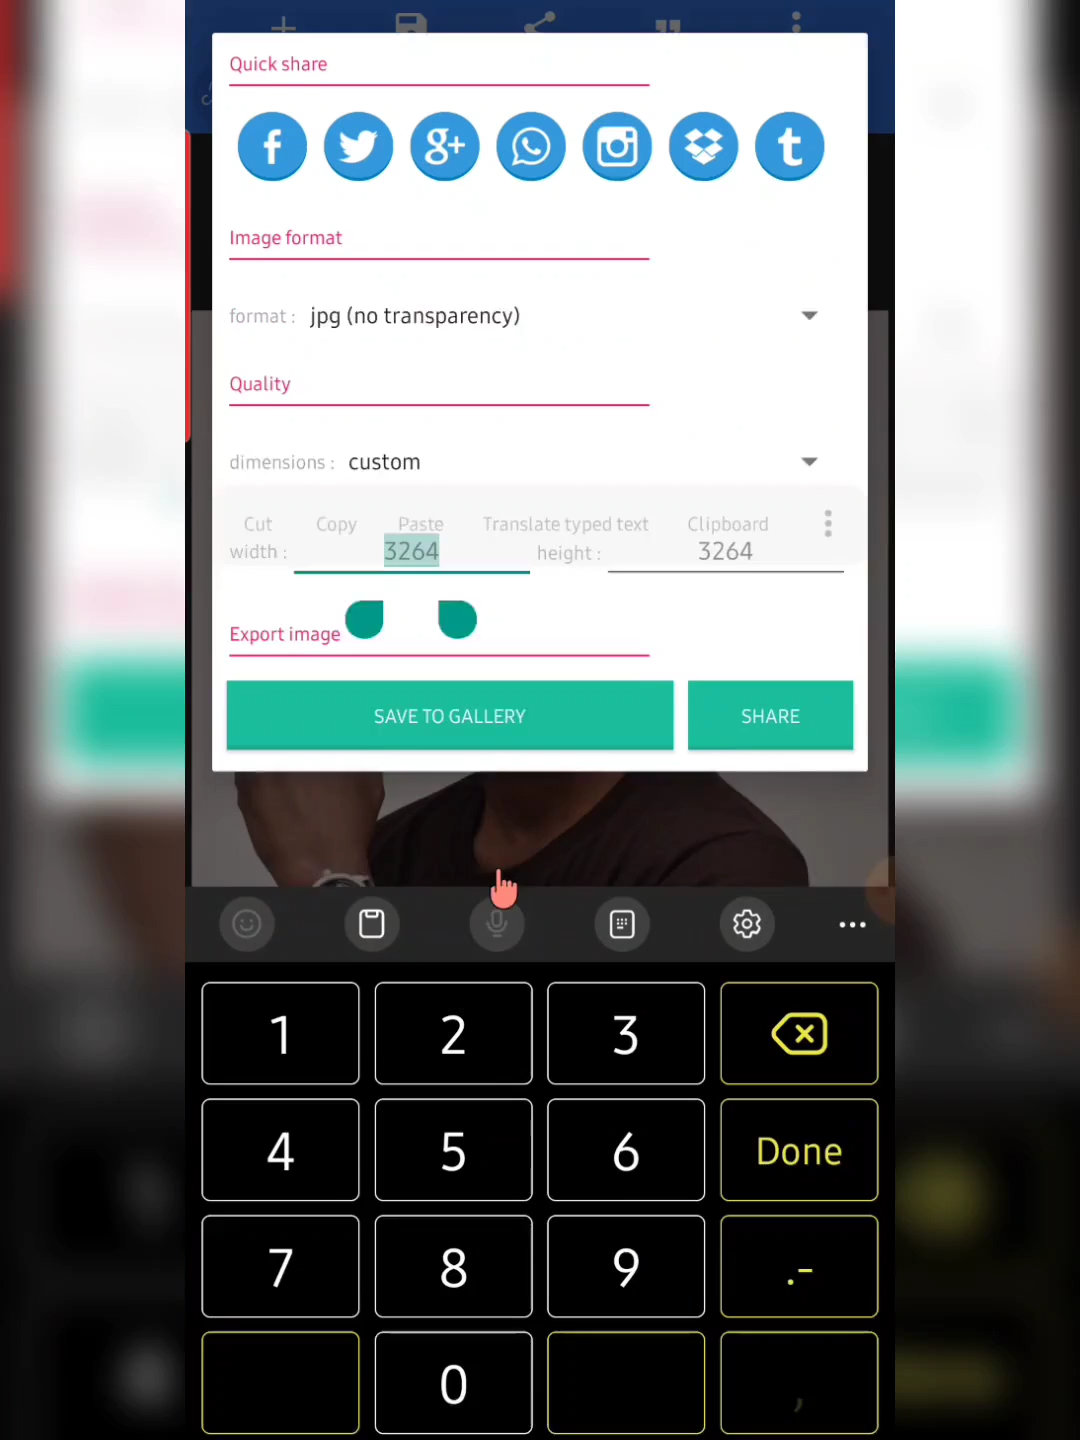 Quick share
Image format
format : jpg (no transparency)
Quality
dimensions : custom
Cut Copy Paste Translate typed text Clipboard
width : 3264 height : 3264
Export image
SAVE TO GALLERY SHARE
1 2 3
4 5 6 Done
7 8 9 .-
0 ,